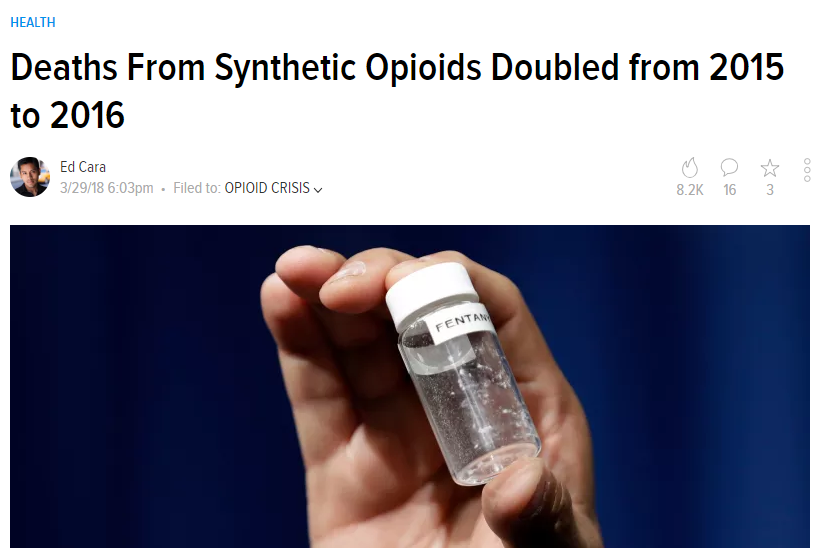 HEALTH
Deaths From Synthetic Opioids Doubled from 2015
to 2016
Ed Cara
3/29/18 6:03pm • Filed to: OPIOID CRISIS
8.2K 16 3